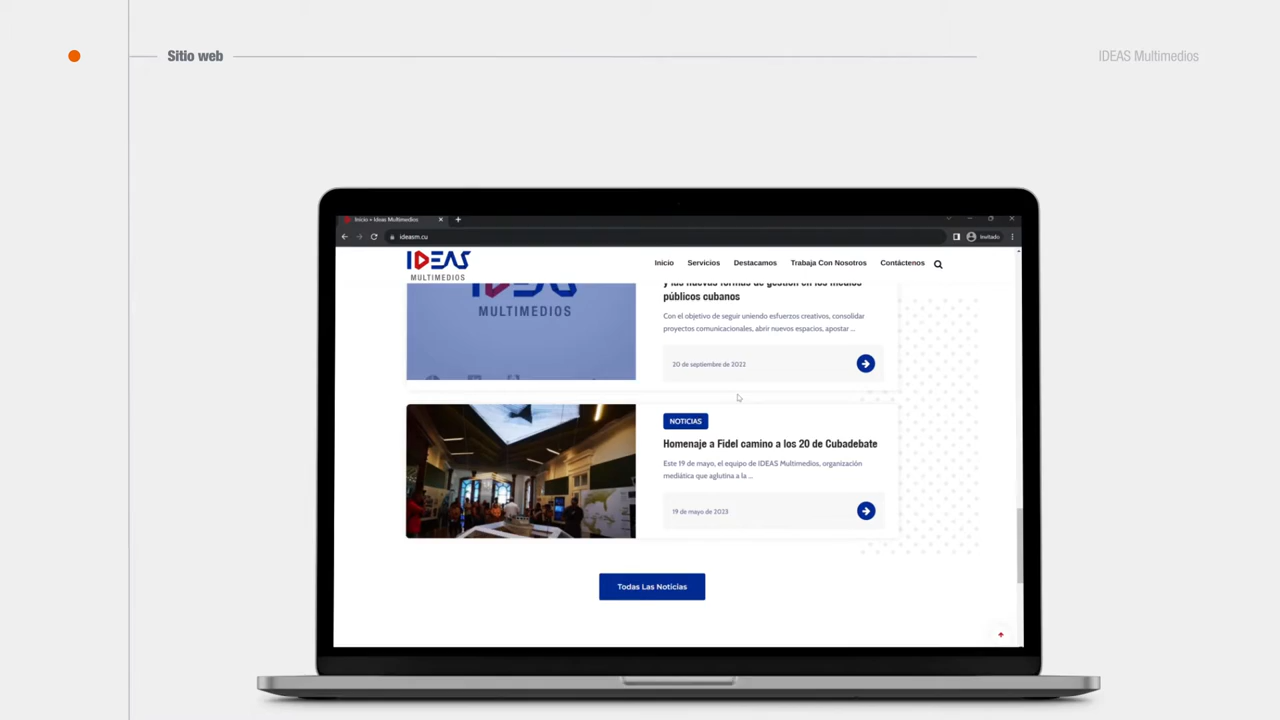 Sitio web
IDEAS Multimedios
Inicio • Ideas Multimedios
ideasm.cu
Invitado
IDEAS
MULTIMEDIOS
Inicio
Servicios
Destacamos
Trabaja Con Nosotros
Contáctenos
MULTIMEDIOS
y las nuevas formas de gestión en los medios
públicos cubanos
Con el objetivo de seguir uniendo esfuerzos creativos, consolidar
proyectos comunicacionales, abrir nuevos espacios, apostar ...
20 de septiembre de 2022
NOTICIAS
Homenaje a Fidel camino a los 20 de Cubadebate
Este 19 de mayo, el equipo de IDEAS Multimedios, organización
mediática que aglutina a la ...
19 de mayo de 2023
Todas Las Noticias